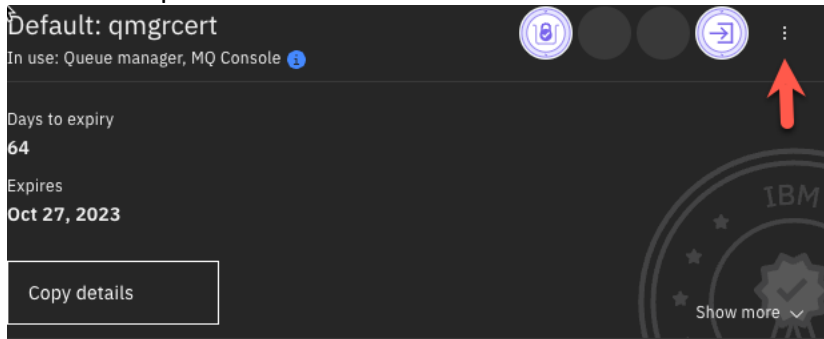 Default: qmgrcert
In use: Queue manager, MQ Console
Days to expiry
64
Expires
Oct 27, 2023
IBM
Copy details
Show more